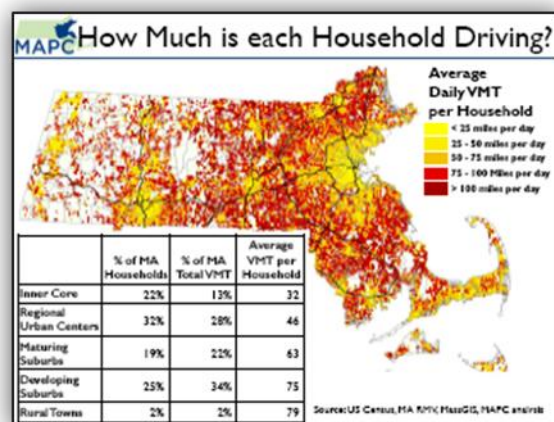 MAPC How Much is each Household Driving?
Average
Daily VMT
per Household
< 25 miles per day
25 - 50 miles per day
50 - 75 miles per day
75 - 100 Miles per day
> 100 miles per day
% of MA Households | % of MA Total VMT | Average VMT per Household
Inner Core 22% 13% 32
Regional Urban Centers 32% 28% 46
Maturing Suburbs 19% 22% 63
Developing Suburbs 25% 34% 75
Rural Towns 2% 2% 79
Source: US Census, MA RMV, MassGIS, MAPC analysis